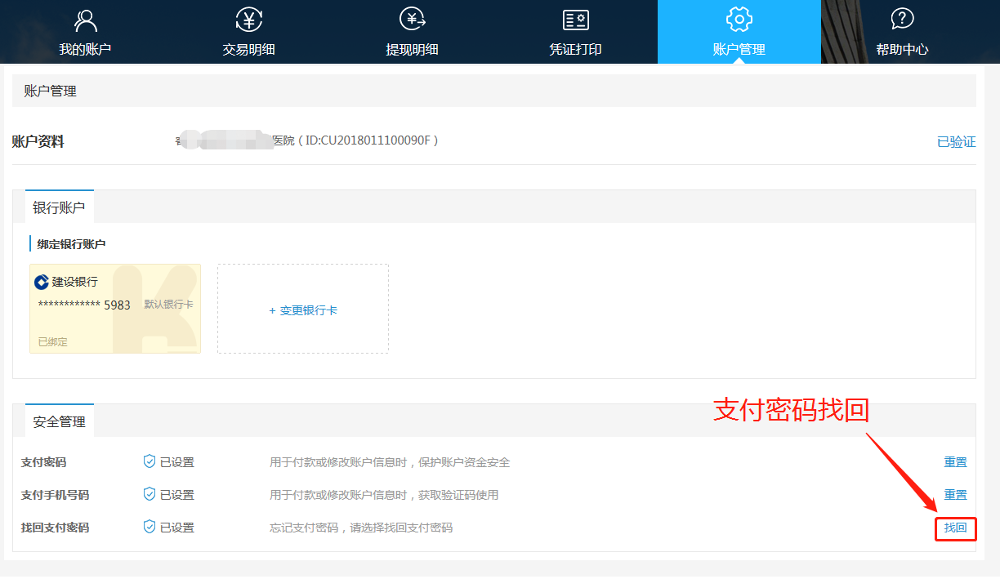 我的账户
交易明细
提现明细
凭证打印
账户管理
帮助中心
账户管理
账户资料
医院 ( ID:CU2018011100090F )
已验证
银行账户
绑定银行账户
建设银行
************ 5983 默认银行卡
已绑定
+ 变更银行卡
支付密码找回
安全管理
支付密码 已设置 用于付款或修改账户信息时，保护账户资金安全 重置
支付手机号码 已设置 用于付款或修改账户信息时，获取验证码使用 重置
找回支付密码 已设置 忘记支付密码，请选择找回支付密码 找回